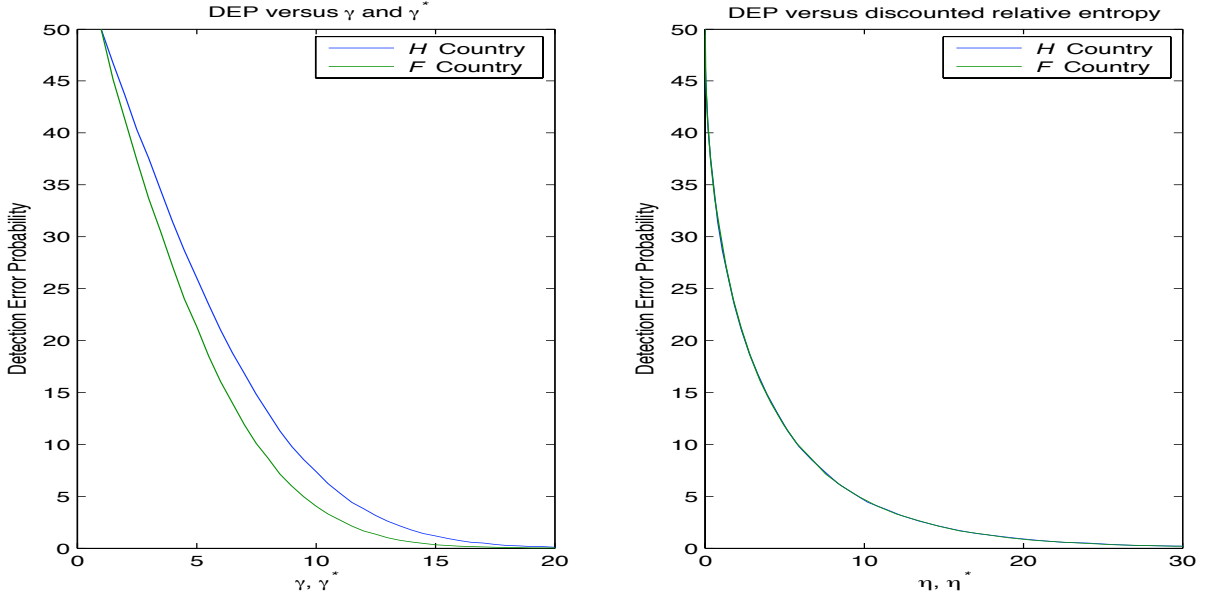 DEP versus γ and γ*
H Country
F Country
Detection Error Probability
50
45
40
35
30
25
20
15
10
5
0
0 5 10 15 20
γ, γ*
DEP versus discounted relative entropy
H Country
F Country
Detection Error Probability
50
45
40
35
30
25
20
15
10
5
0
0 10 20 30
η, η*